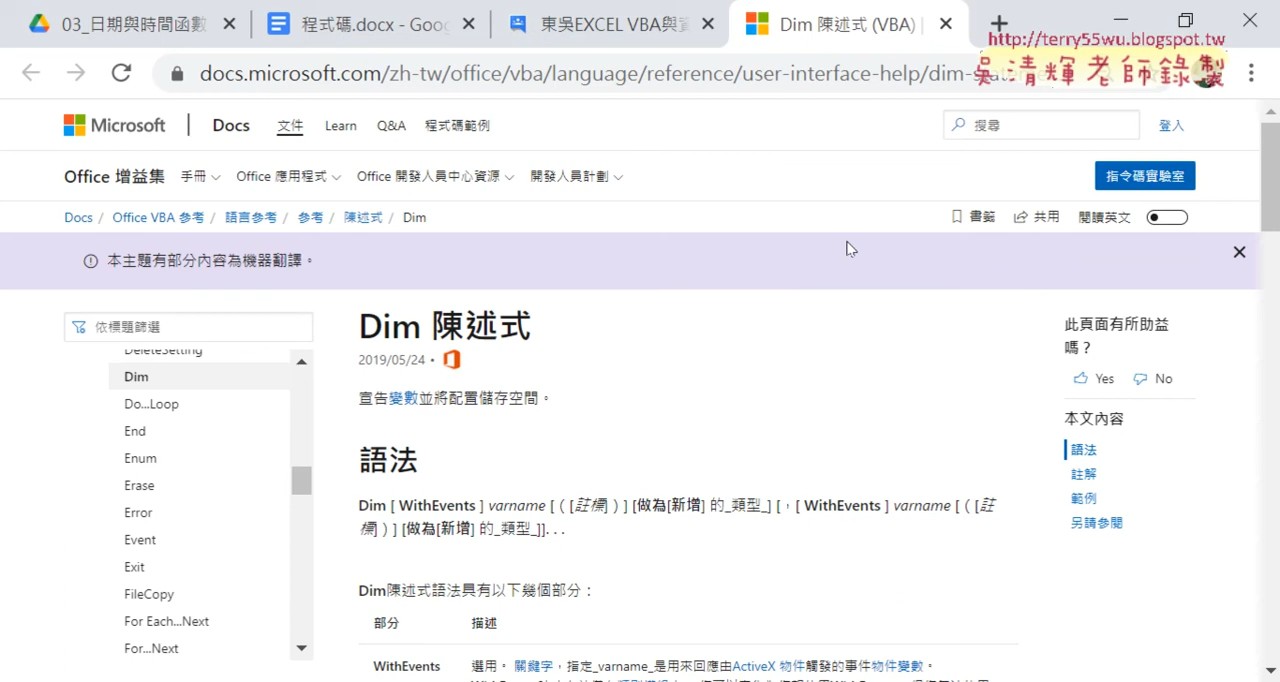 03_日期與時間函數
程式碼.docx - Goog
東吳EXCEL VBA與資
Dim 陳述式 (VBA) |
http://terry55wu.blogspot.tw
docs.microsoft.com/zh-tw/office/vba/language/reference/user-interface-help/dim-s
吳清輝老師錄製
Microsoft
Docs
文件
Learn
Q&A
程式碼範例
搜尋
登入
Office 增益集
手冊
Office 應用程式
Office 開發人員中心資源
開發人員計劃
指令碼實驗室
Docs / Office VBA 參考 / 語言參考 / 參考 / 陳述式 / Dim
書籤
共用
閱讀英文
本主題有部分內容為機器翻譯。
依標題篩選
DeleteSetting
Dim
Do...Loop
End
Enum
Erase
Error
Event
Exit
FileCopy
For Each...Next
For...Next
Dim 陳述式
2019/05/24 •
宣告變數並將配置儲存空間。
語法
Dim [ WithEvents ] varname [ ( [註標] ) ] [做為[新增] 的_類型_] [，[ WithEvents ] varname [ ( [註
標] ) ] [做為[新增] 的_類型_]]. . .
Dim陳述式語法具有以下幾個部分：
部分
描述
WithEvents
選用。 關鍵字，指定_varname_是用來回應由ActiveX 物件觸發的事件物件變數。
此頁面有所助益
嗎？
Yes
No
本文內容
語法
註解
範例
另請參閱